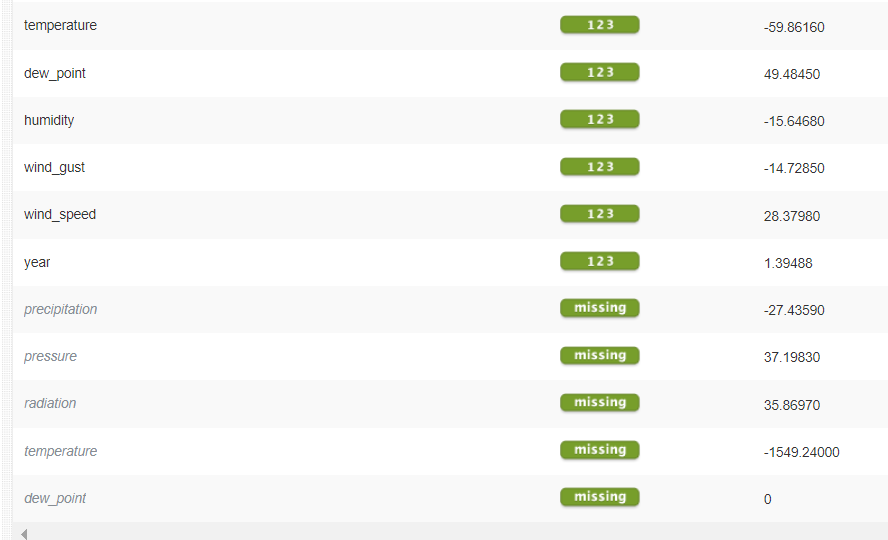 temperature 123 -59.86160
dew_point 123 49.48450
humidity 123 -15.64680
wind_gust 123 -14.72850
wind_speed 123 28.37980
year 123 1.39488
precipitation missing -27.43590
pressure missing 37.19830
radiation missing 35.86970
temperature missing -1549.24000
dew_point missing 0